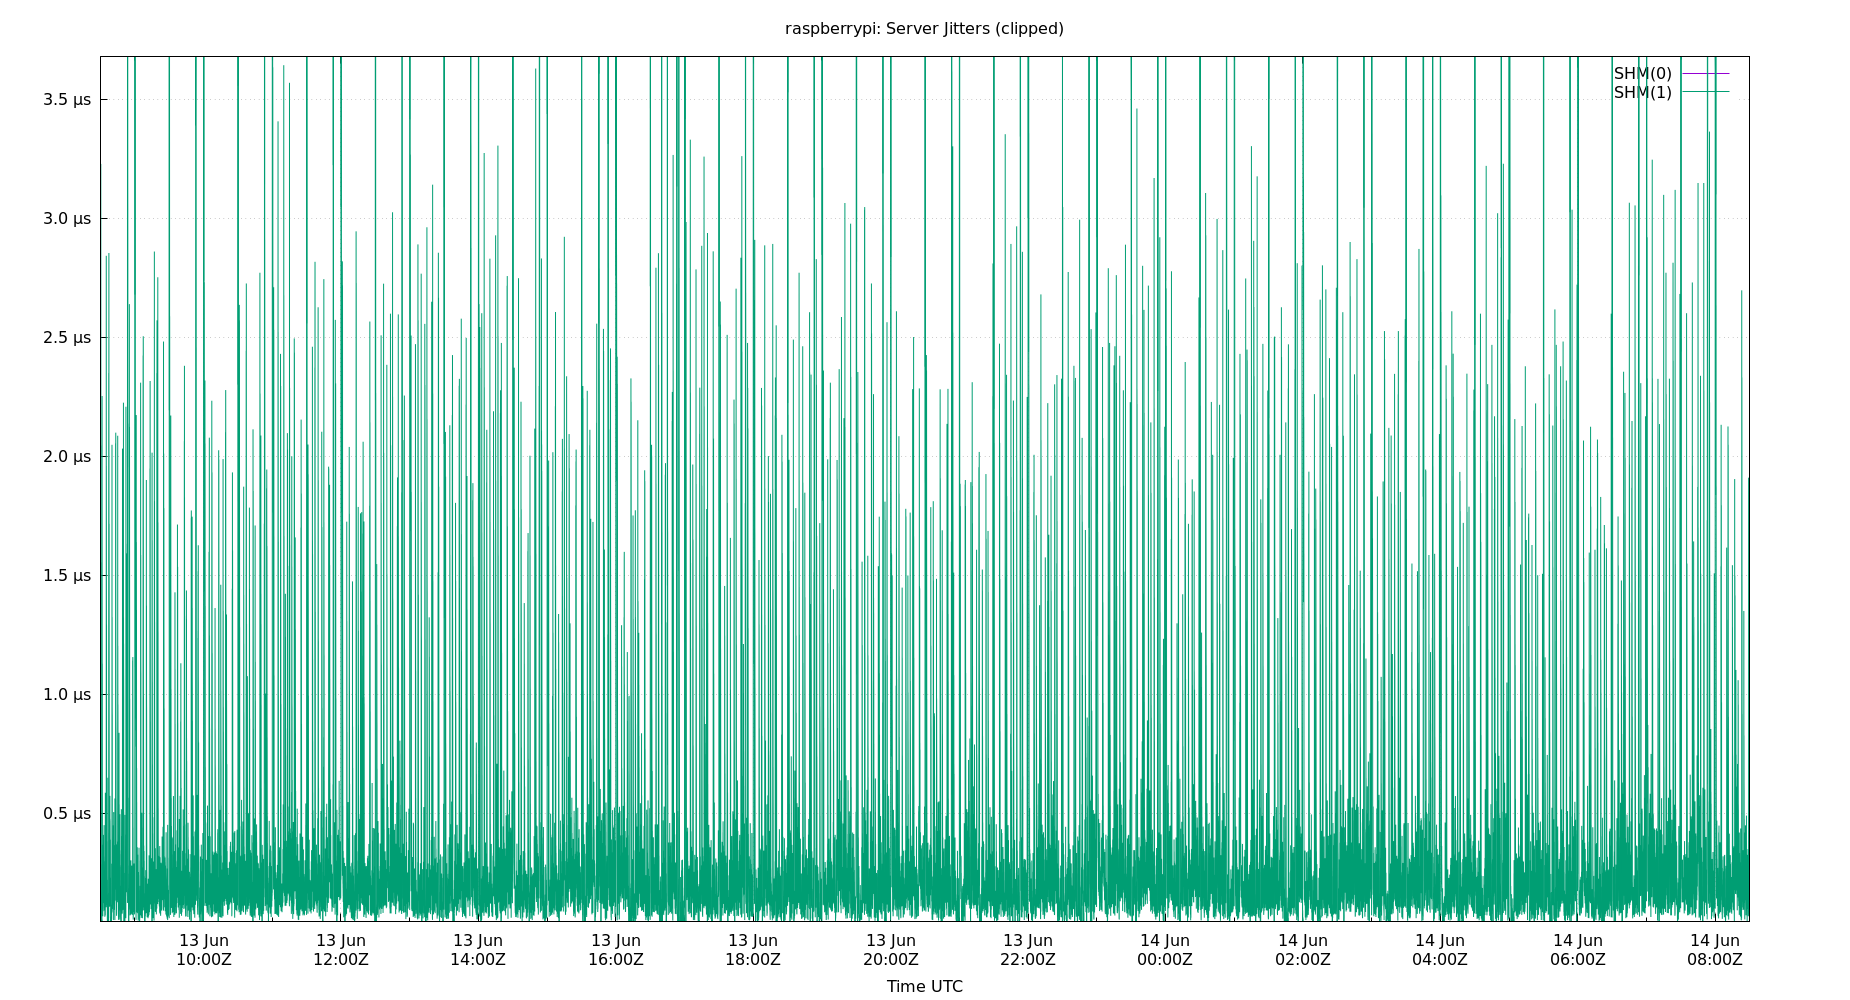 raspberrypi: Server Jitters (clipped)
SHM(0)
SHM(1)
3.5 µs
3.0 µs
2.5 µs
2.0 µs
1.5 µs
1.0 µs
0.5 µs
13 Jun 13 Jun 13 Jun 13 Jun 13 Jun 13 Jun 13 Jun 14 Jun 14 Jun 14 Jun 14 Jun 14 Jun
10:00Z 12:00Z 14:00Z 16:00Z 18:00Z 20:00Z 22:00Z 00:00Z 02:00Z 04:00Z 06:00Z 08:00Z
Time UTC